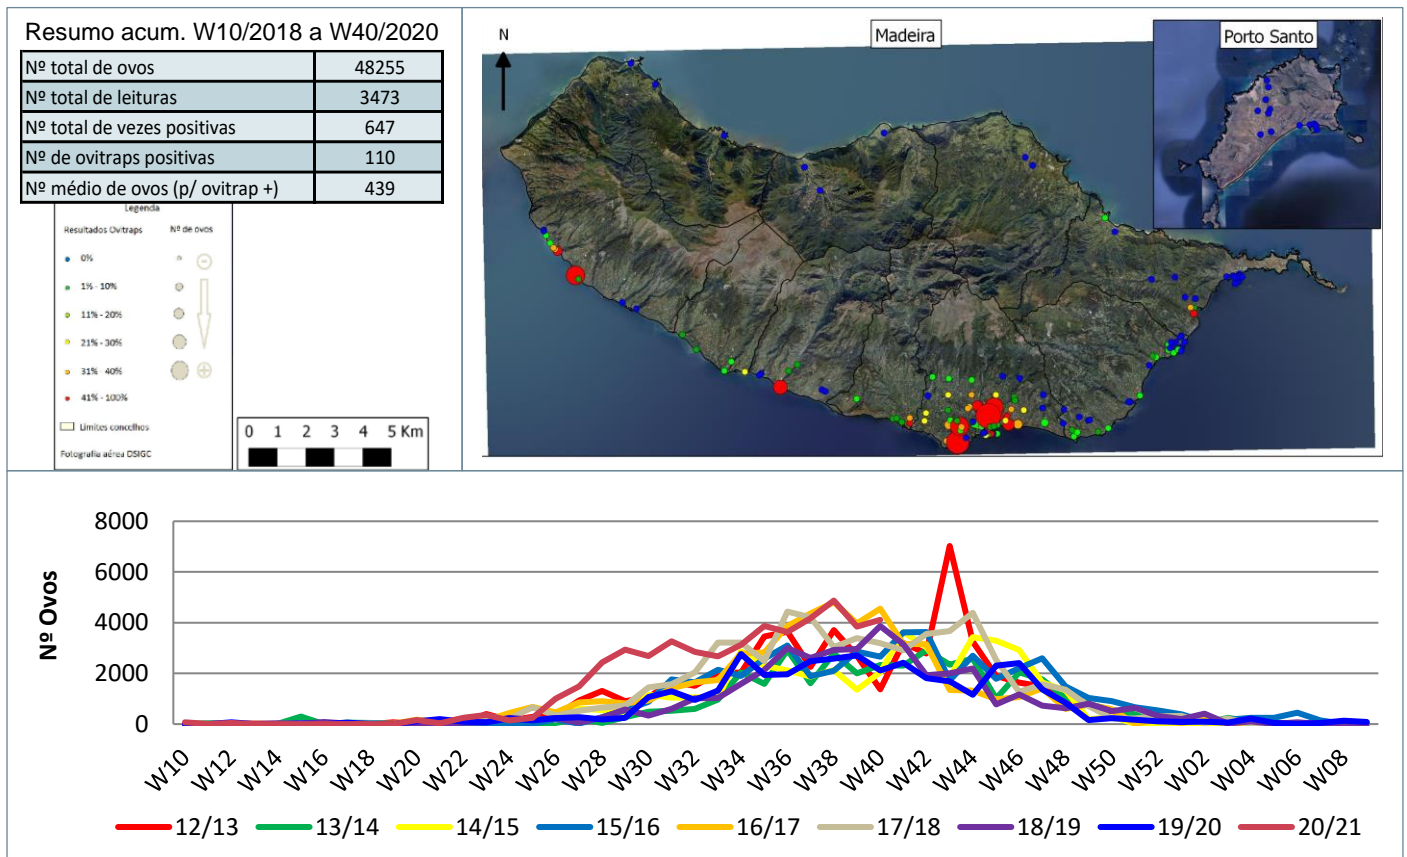 Resumo acum. W10/2018 a W40/2020
Nº total de ovos 48255
Nº total de leituras 3473
Nº total de vezes positivas 647
Nº de ovitraps positivas 110
Nº médio de ovos (p/ ovitrap +) 439
Legenda
Resultados Ovitraps Nº de ovos
0%
1% - 10%
11% - 20%
21% - 30%
31% - 40%
41% - 100%
Limites concelhos
Fotografia aérea DSIGC
0 1 2 3 4 5 Km
N
Madeira
Porto Santo
Nº Ovos
8000
6000
4000
2000
0
W10 W12 W14 W16 W18 W20 W22 W24 W26 W28 W30 W32 W34 W36 W38 W40 W42 W44 W46 W48 W50 W52 W02 W04 W06 W08
12/13 13/14 14/15 15/16 16/17 17/18 18/19 19/20 20/21